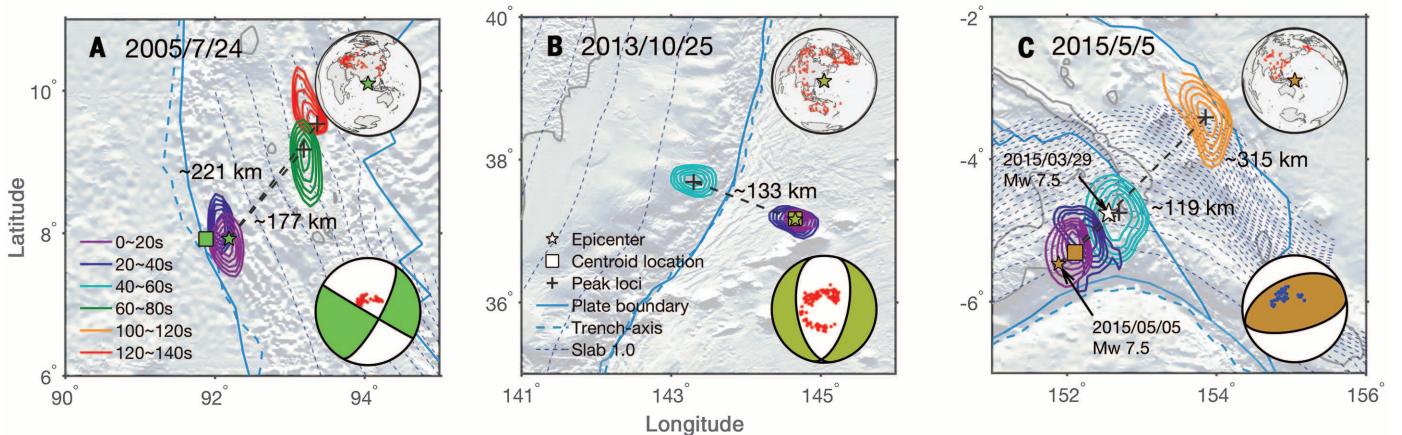 A 2005/7/24
10°
8°
6°
90°
92°
94°
Latitude
~221 km
~177 km
0~20s
20~40s
40~60s
60~80s
100~120s
120~140s
B 2013/10/25
40°
38°
36°
141°
143°
145°
Longitude
~133 km
Epicenter
Centroid location
Peak loci
Plate boundary
Trench-axis
Slab 1.0
C 2015/5/5
-2°
-4°
-6°
152°
154°
156°
2015/03/29
Mw 7.5
~315 km
~119 km
2015/05/05
Mw 7.5